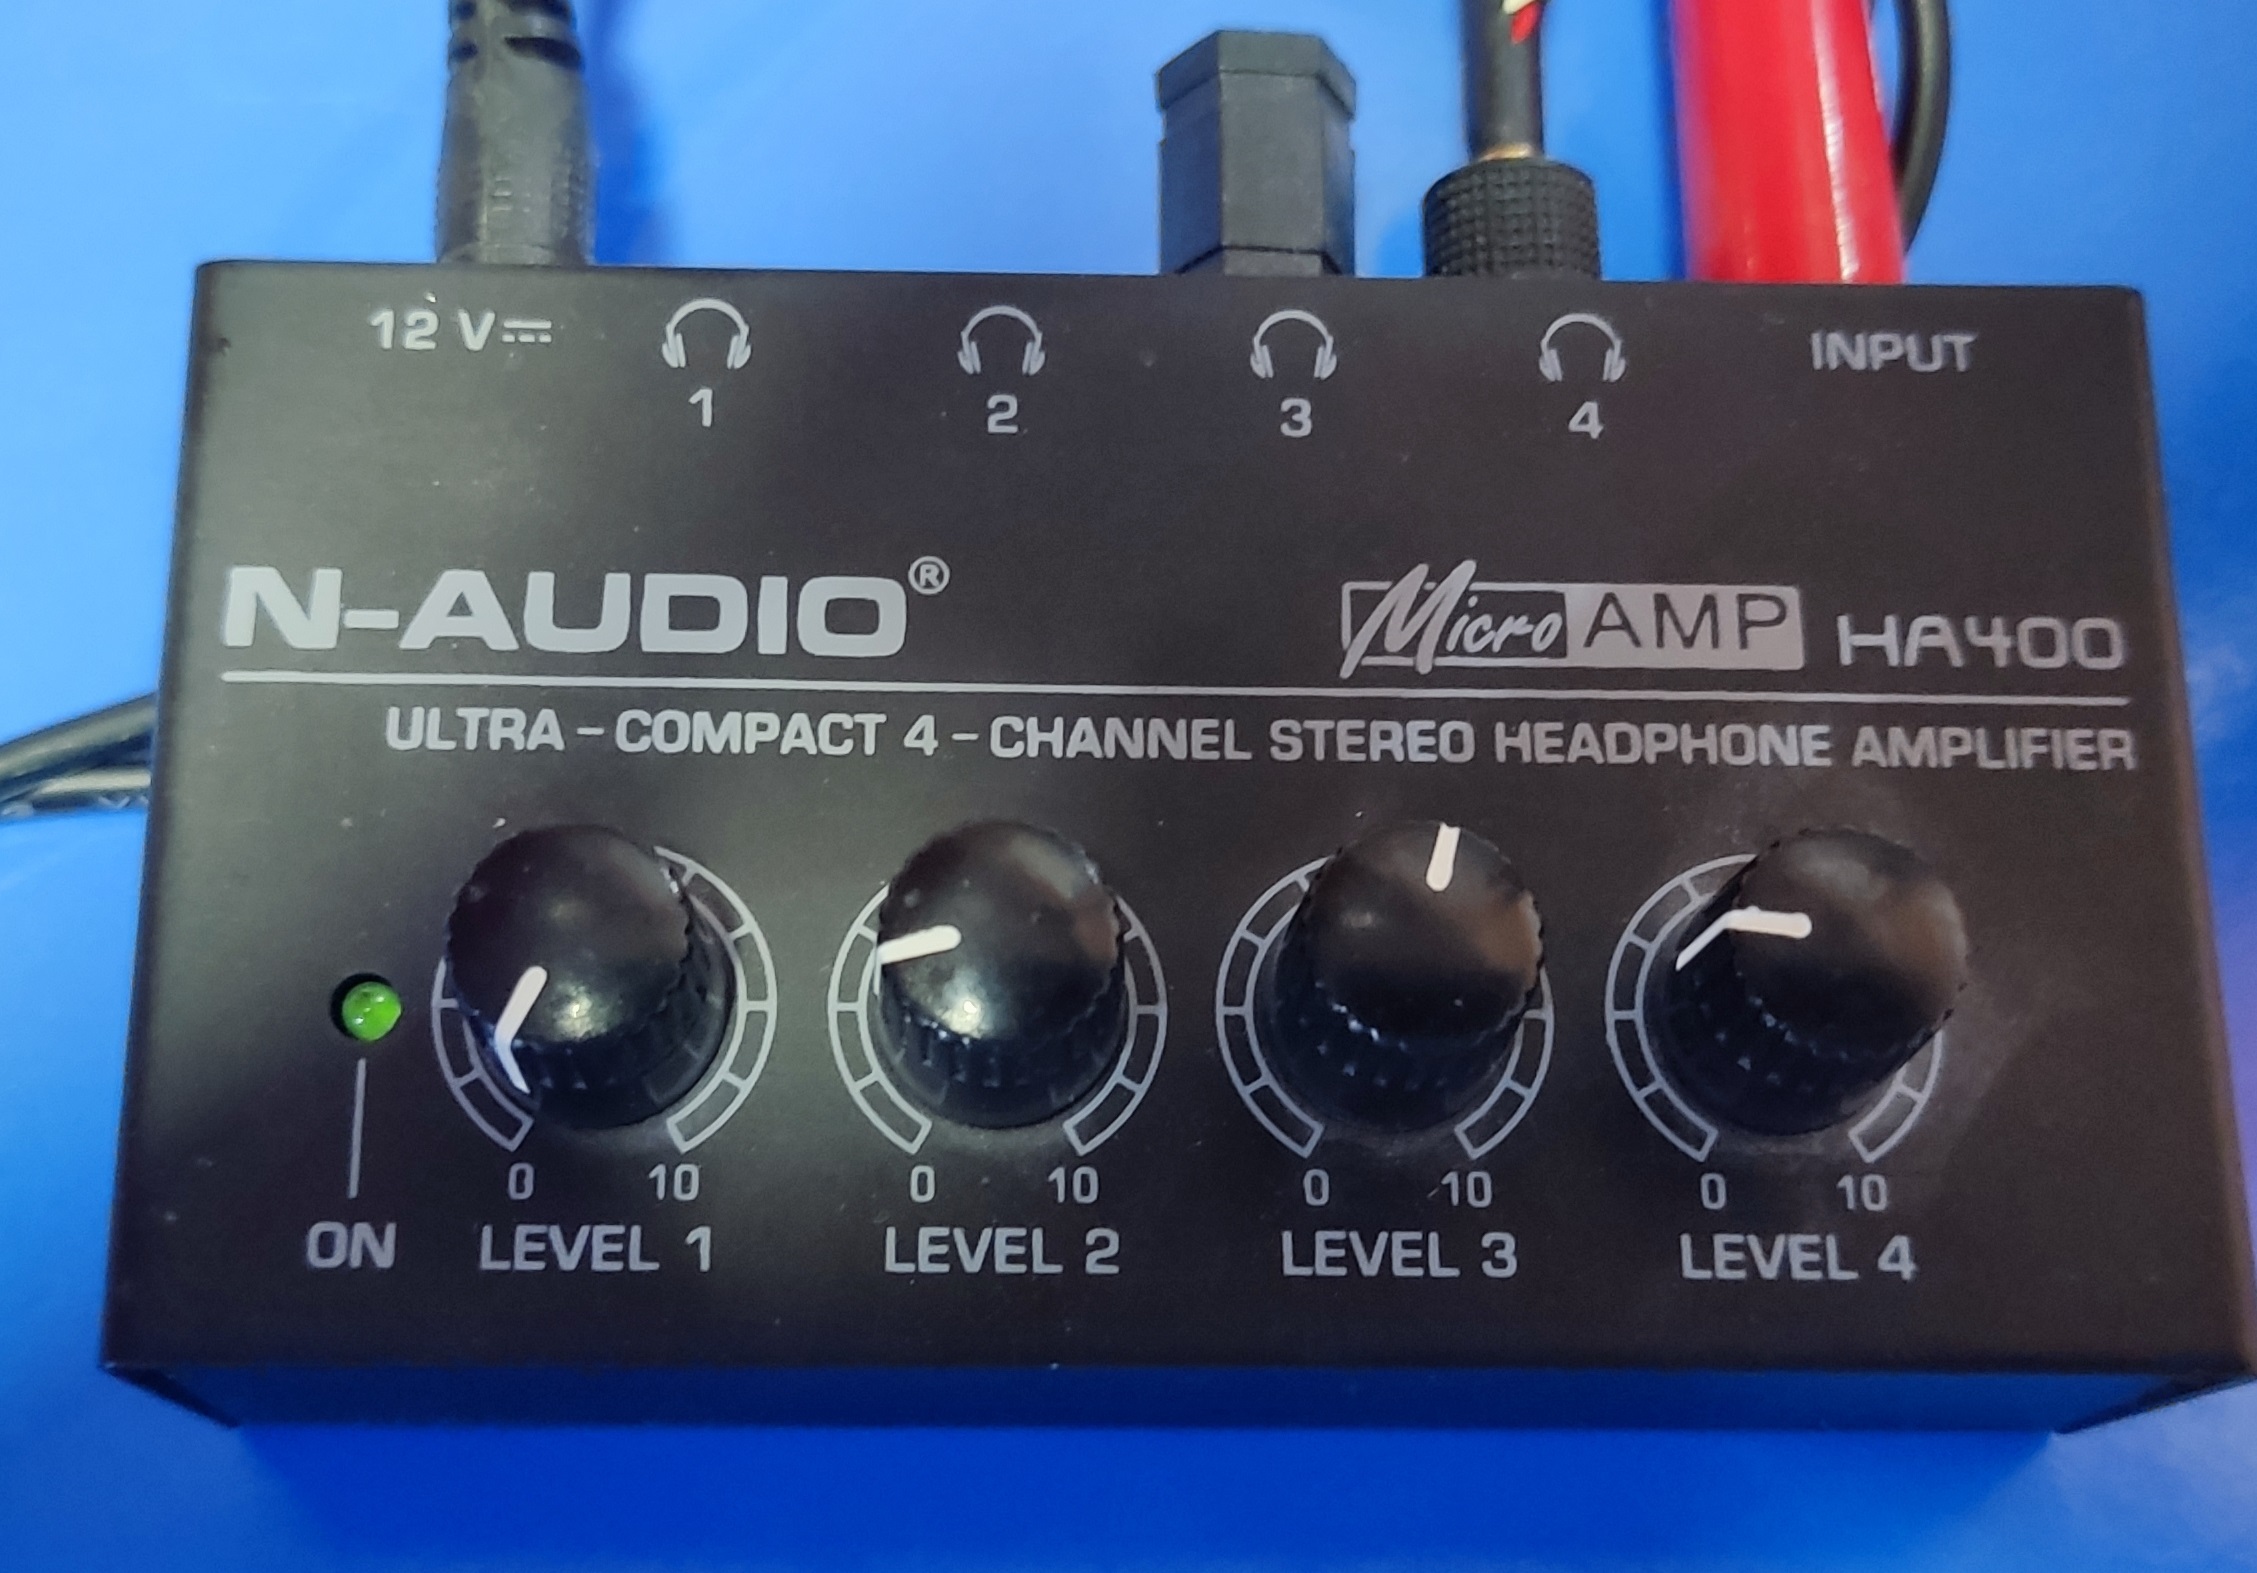 12 V
1 2 3 4 INPUT
N-AUDIO®
Micro AMP HA400
ULTRA-COMPACT 4-CHANNEL STEREO HEADPHONE AMPLIFIER
0 10 0 10 0 10 0 10
ON LEVEL 1 LEVEL 2 LEVEL 3 LEVEL 4